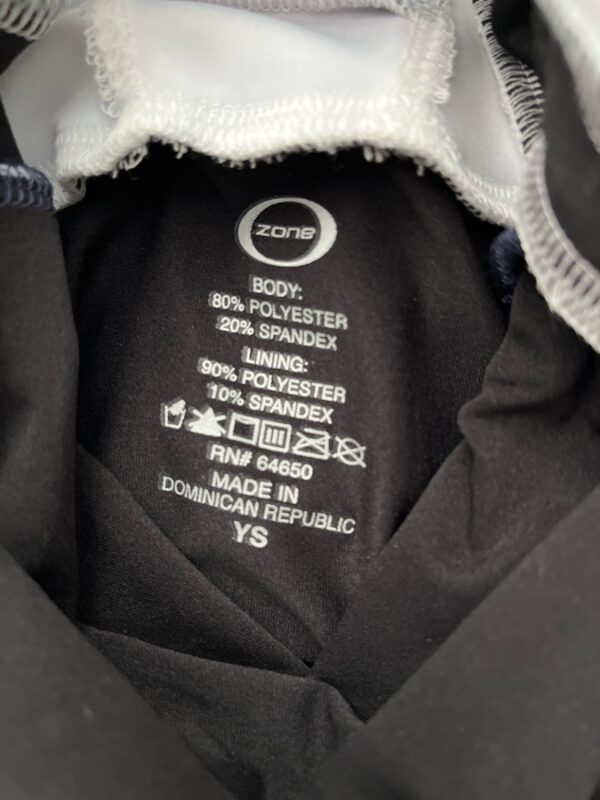 ZONE
BODY:
80% POLYESTER
20% SPANDEX
LINING:
90% POLYESTER
10% SPANDEX
RN# 64650
MADE IN
DOMINICAN REPUBLIC
YS